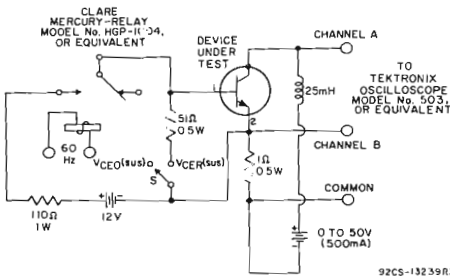 CLARE
MERCURY-RELAY
MODEL No. HGP-1004,
OR EQUIVALENT
DEVICE
UNDER
TEST
CHANNEL A
TO
TEKTRONIX
OSCILLOSCOPE
MODEL No. 503,
OR EQUIVALENT
1
2
25mH
51Ω
0.5W
CHANNEL B
60
Hz
VCEO(sus)
VCER(sus)
S
1Ω
0.5W
COMMON
110Ω
1W
+ -
12V
+ -
0 TO 50V
(500mA)
92CS-13239R